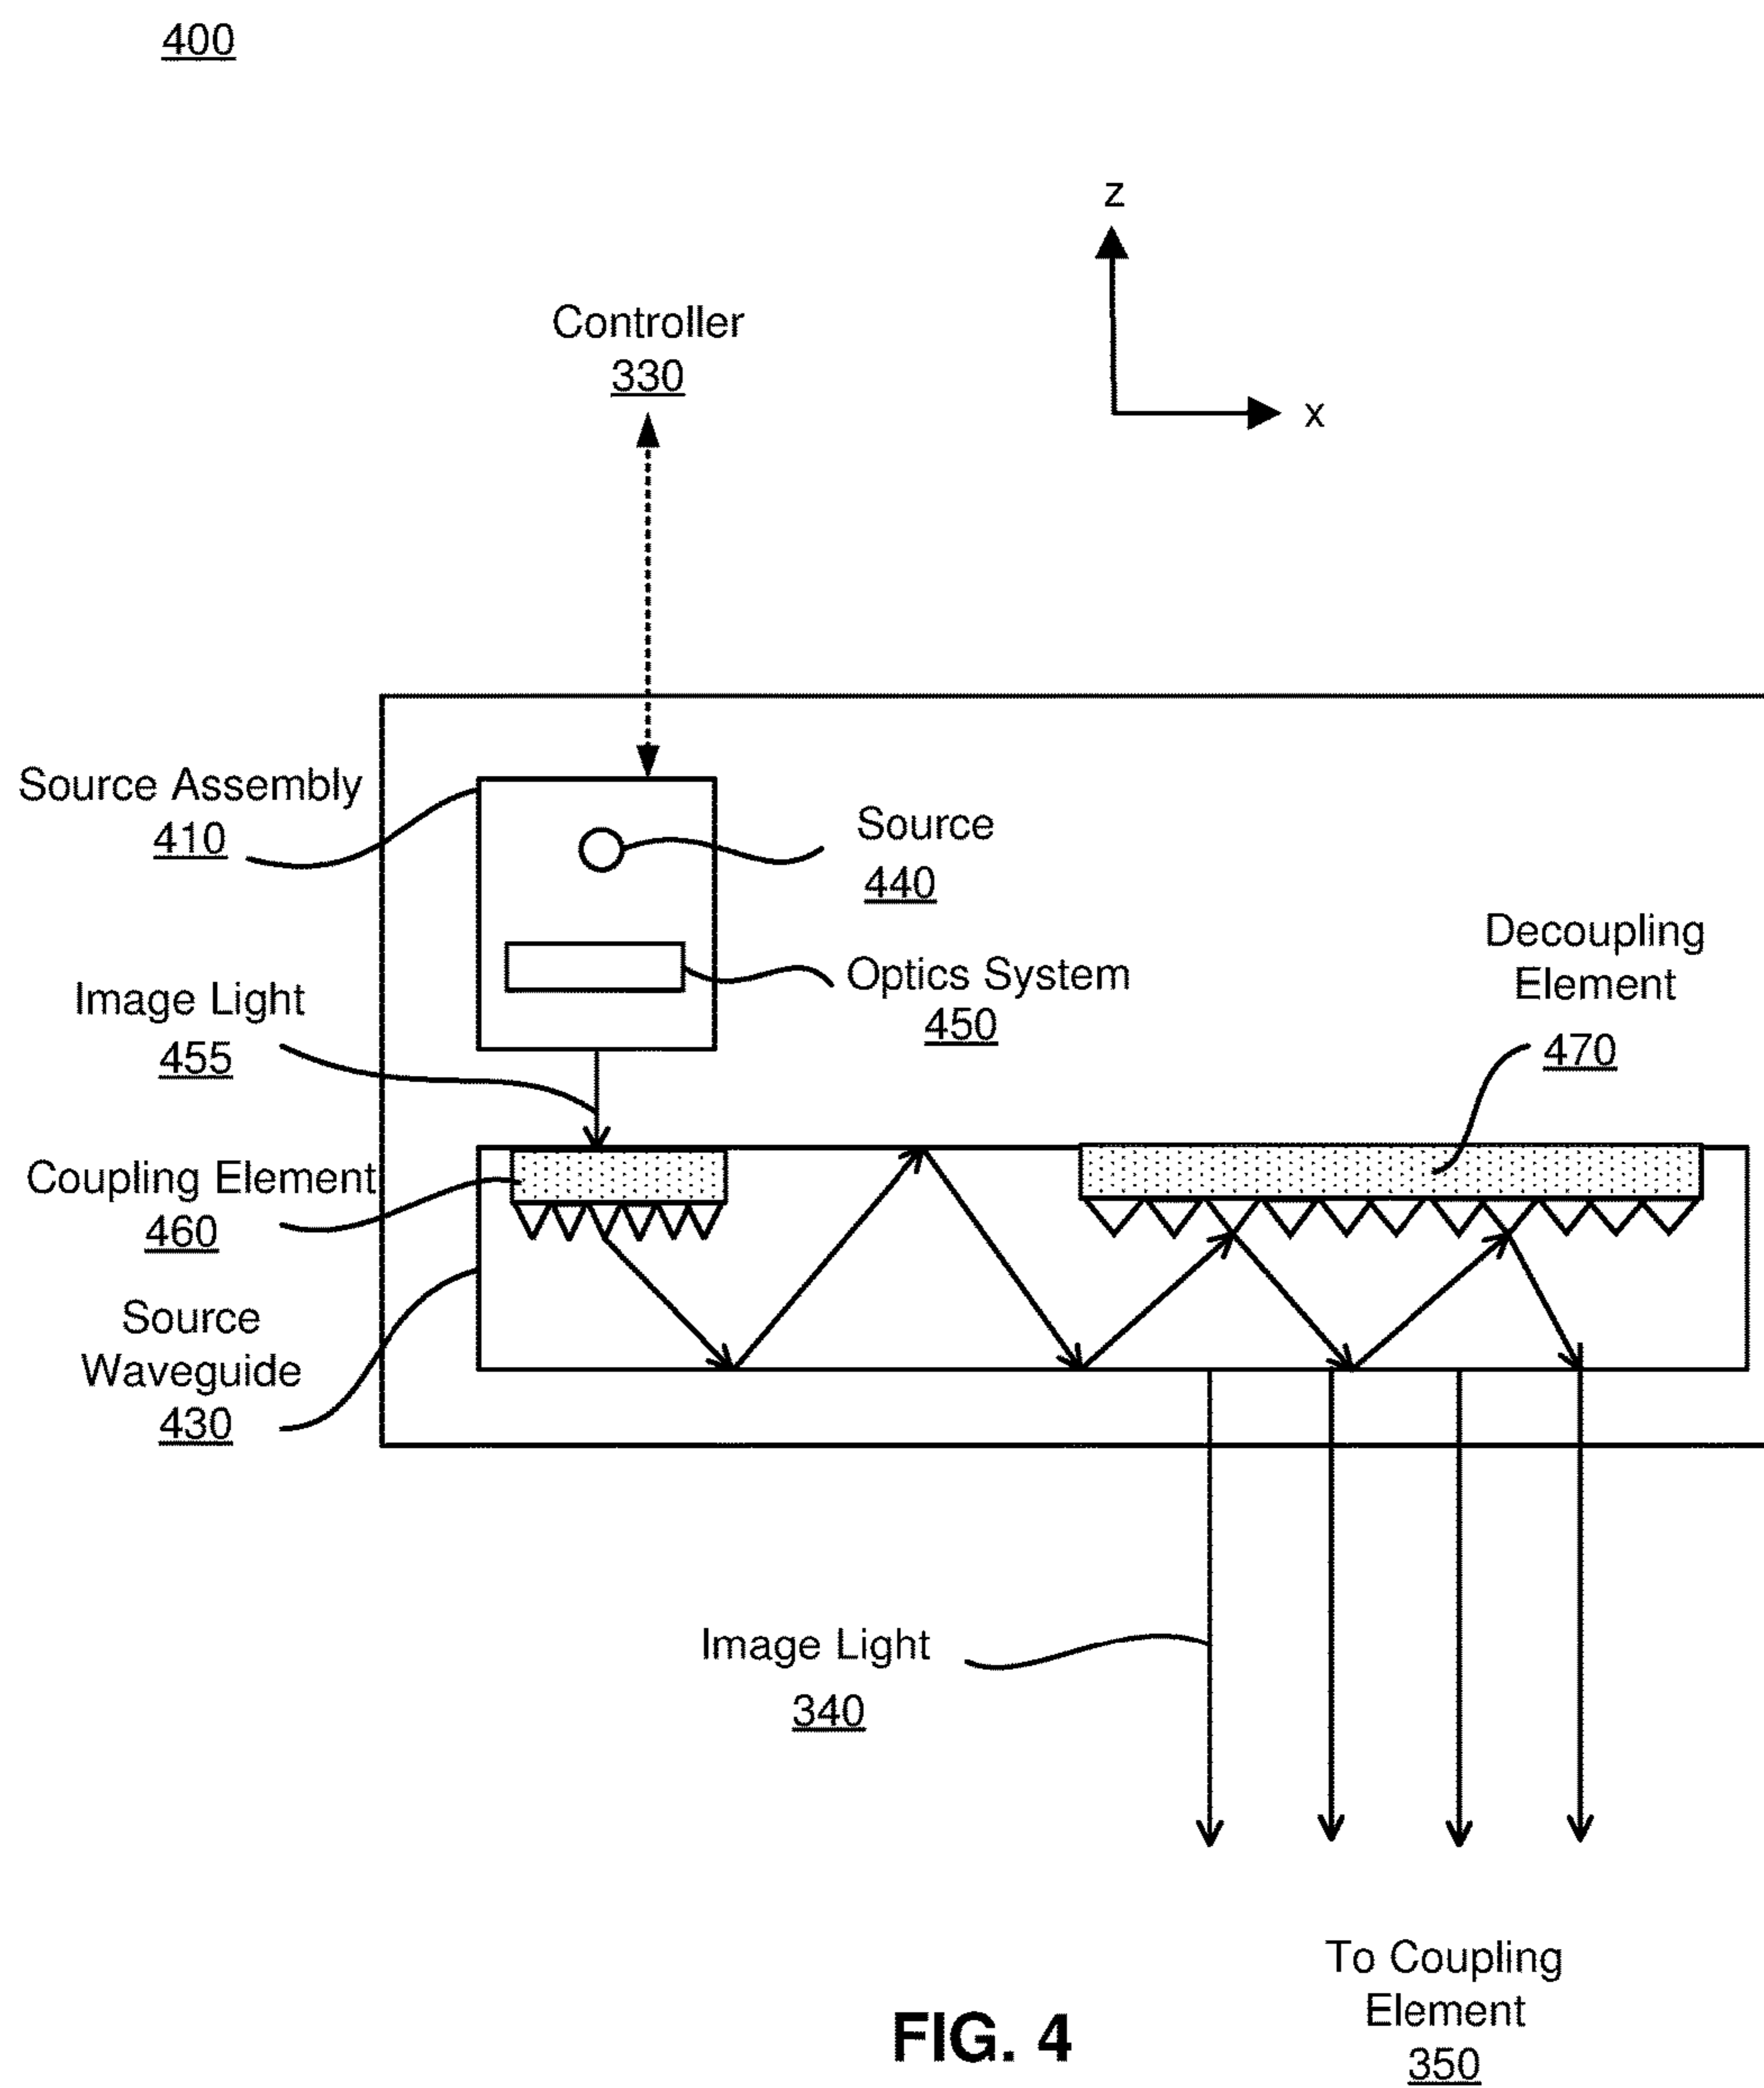 400
z
x
Controller
330
Source Assembly
410
Source
440
Optics System
450
Decoupling
Element
470
Image Light
455
Coupling Element
460
Source
Waveguide
430
Image Light
340
To Coupling
Element
350
FIG. 4